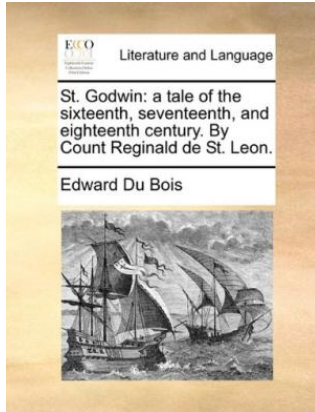 ECCO
Literature and Language
St. Godwin: a tale of the
sixteenth, seventeenth, and
eighteenth century. By
Count Reginald de St. Leon.
Edward Du Bois